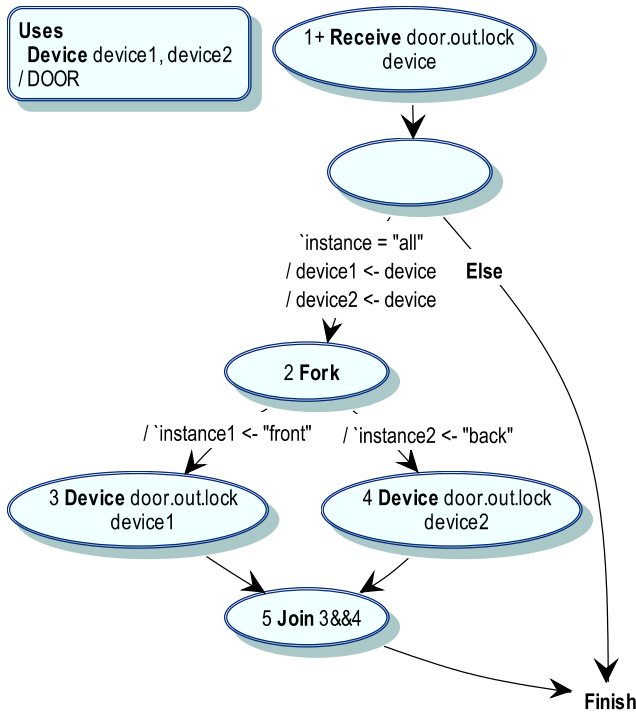 Uses
Device device1, device2
/ DOOR
1+ Receive door.out.lock
device
`instance = "all"
/ device1 <- device
/ device2 <- device
Else
2 Fork
/ `instance1 <- "front"
/ `instance2 <- "back"
3 Device door.out.lock
device1
4 Device door.out.lock
device2
5 Join 3&&4
Finish